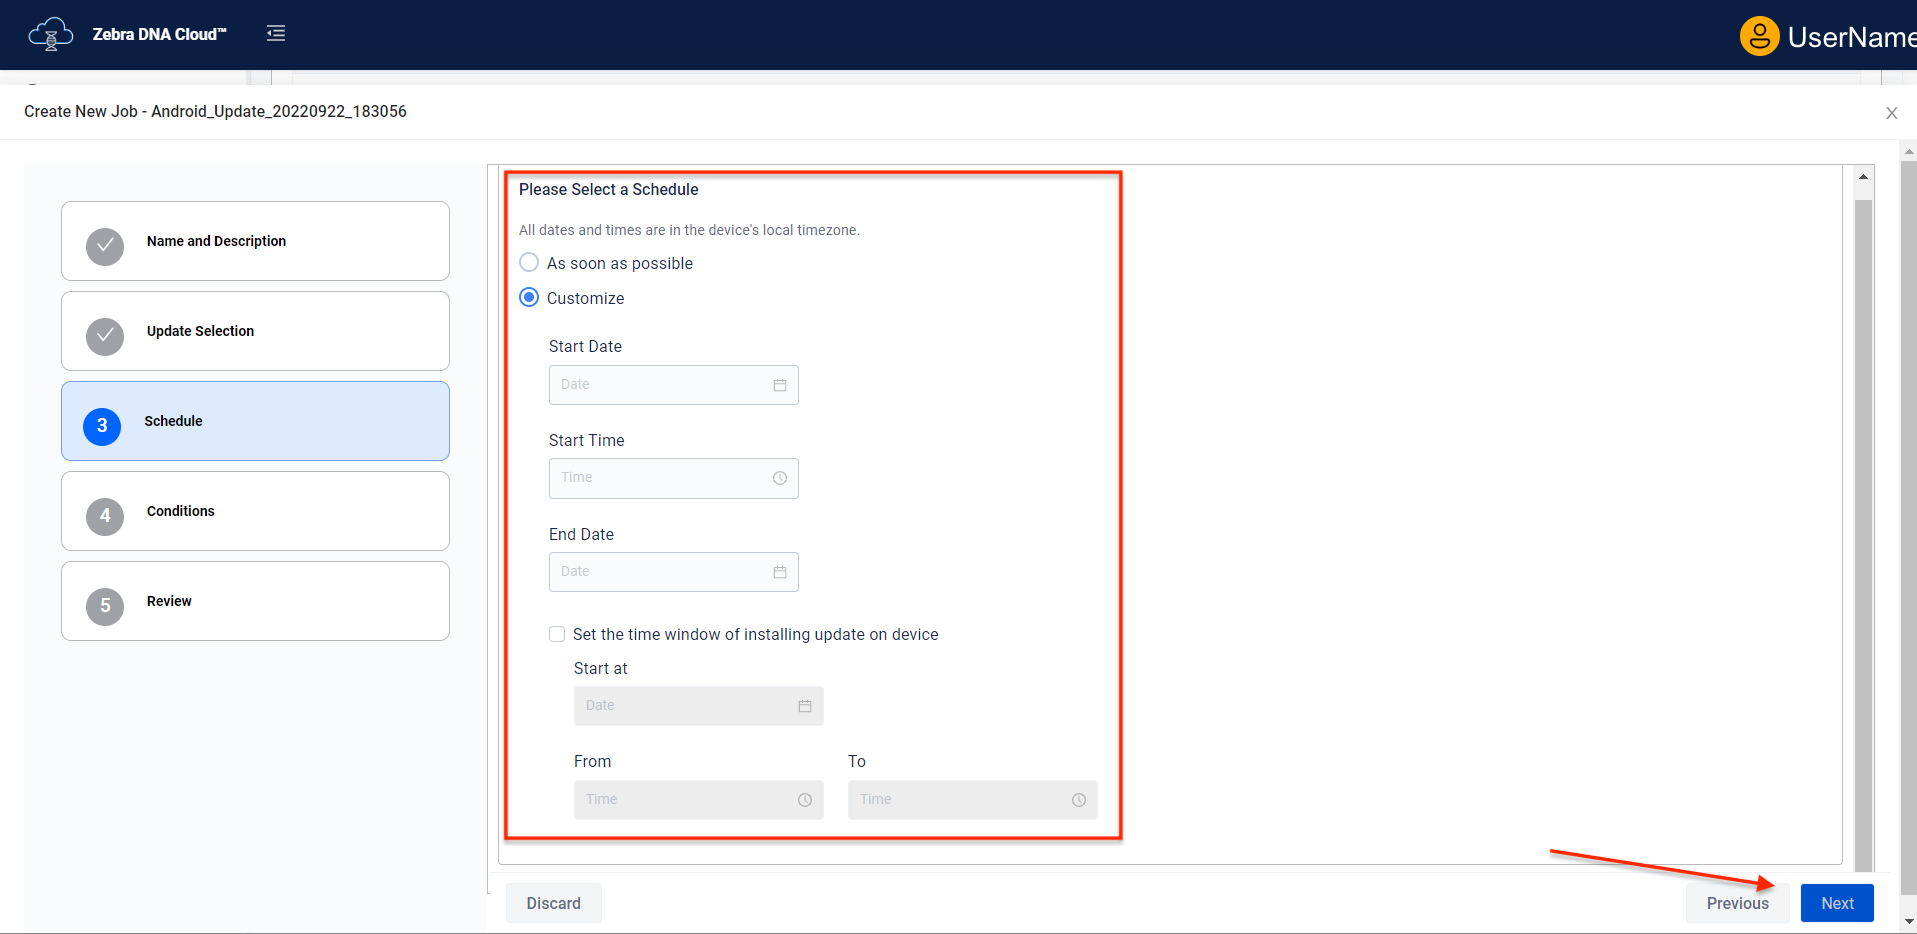 Zebra DNA Cloud™
UserName
Create New Job - Android_Update_20220922_183056
X
Name and Description
Update Selection
3 Schedule
4 Conditions
5 Review
Please Select a Schedule
All dates and times are in the device's local timezone.
As soon as possible
Customize
Start Date
Date
Start Time
Time
End Date
Date
Set the time window of installing update on device
Start at
Date
From To
Time Time
Discard Previous Next